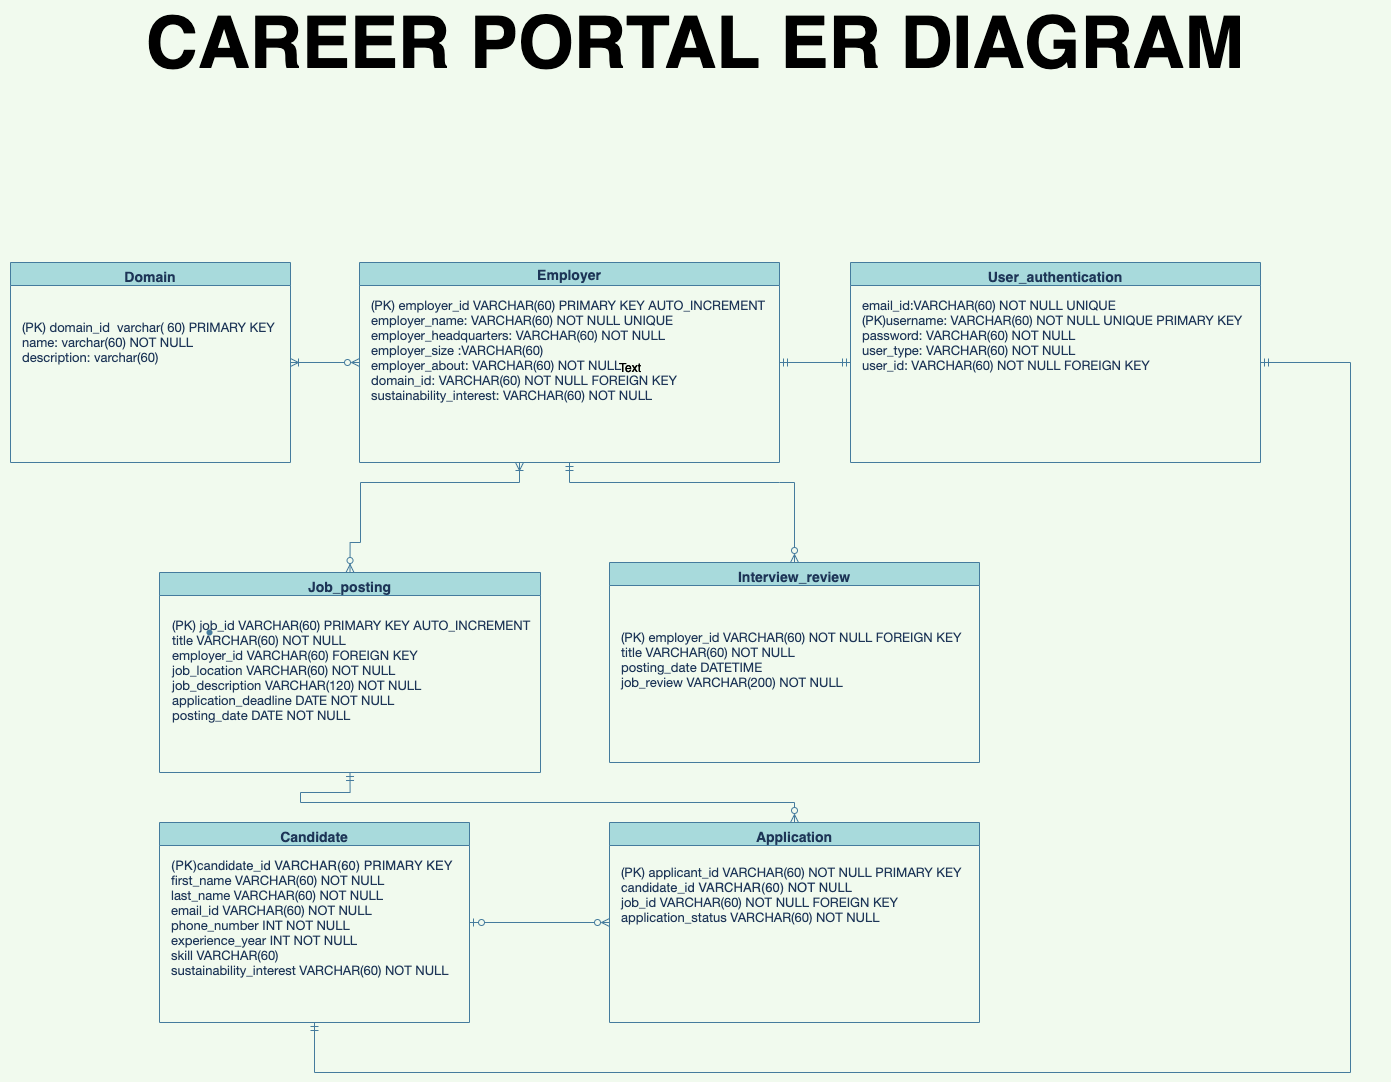 CAREER PORTAL ER DIAGRAM
Domain
(PK) domain_id  varchar( 60) PRIMARY KEY
name: varchar(60) NOT NULL
description: varchar(60)
Employer
(PK) employer_id VARCHAR(60) PRIMARY KEY AUTO_INCREMENT
employer_name: VARCHAR(60) NOT NULL UNIQUE
employer_headquarters: VARCHAR(60) NOT NULL
employer_size :VARCHAR(60)
employer_about: VARCHAR(60) NOT NULL
Text
domain_id: VARCHAR(60) NOT NULL FOREIGN KEY
sustainability_interest: VARCHAR(60) NOT NULL
User_authentication
email_id:VARCHAR(60) NOT NULL UNIQUE
(PK)username: VARCHAR(60) NOT NULL UNIQUE PRIMARY KEY
password: VARCHAR(60) NOT NULL
user_type: VARCHAR(60) NOT NULL
user_id: VARCHAR(60) NOT NULL FOREIGN KEY
Job_posting
(PK) job_id VARCHAR(60) PRIMARY KEY AUTO_INCREMENT
title VARCHAR(60) NOT NULL
employer_id VARCHAR(60) FOREIGN KEY
job_location VARCHAR(60) NOT NULL
job_description VARCHAR(120) NOT NULL
application_deadline DATE NOT NULL
posting_date DATE NOT NULL
Interview_review
(PK) employer_id VARCHAR(60) NOT NULL FOREIGN KEY
title VARCHAR(60) NOT NULL
posting_date DATETIME
job_review VARCHAR(200) NOT NULL
Candidate
(PK)candidate_id VARCHAR(60) PRIMARY KEY
first_name VARCHAR(60) NOT NULL
last_name VARCHAR(60) NOT NULL
email_id VARCHAR(60) NOT NULL
phone_number INT NOT NULL
experience_year INT NOT NULL
skill VARCHAR(60)
sustainability_interest VARCHAR(60) NOT NULL
Application
(PK) applicant_id VARCHAR(60) NOT NULL PRIMARY KEY
candidate_id VARCHAR(60) NOT NULL
job_id VARCHAR(60) NOT NULL FOREIGN KEY
application_status VARCHAR(60) NOT NULL